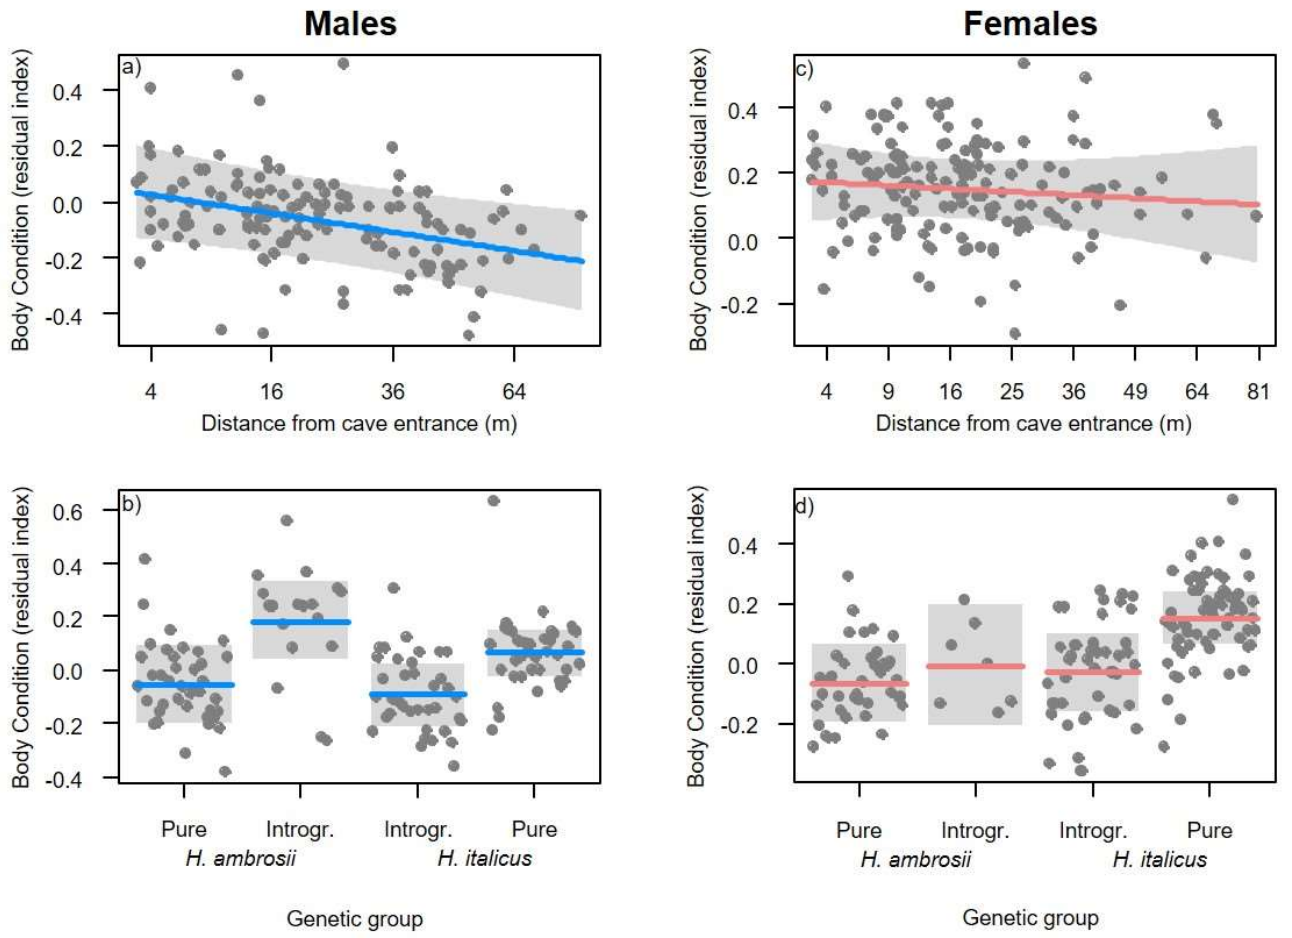 Males
Females
a)
Body Condition (residual index)
0.4
0.2
0.0
-0.2
-0.4
4 16 36 64
Distance from cave entrance (m)
c)
Body Condition (residual index)
0.4
0.2
0.0
-0.2
4 9 16 25 36 49 64 81
Distance from cave entrance (m)
b)
Body Condition (residual index)
0.6
0.4
0.2
0.0
-0.2
-0.4
Pure Introgr. Introgr. Pure
H. ambrosii H. italicus
Genetic group
d)
Body Condition (residual index)
0.4
0.2
0.0
-0.2
Pure Introgr. Introgr. Pure
H. ambrosii H. italicus
Genetic group